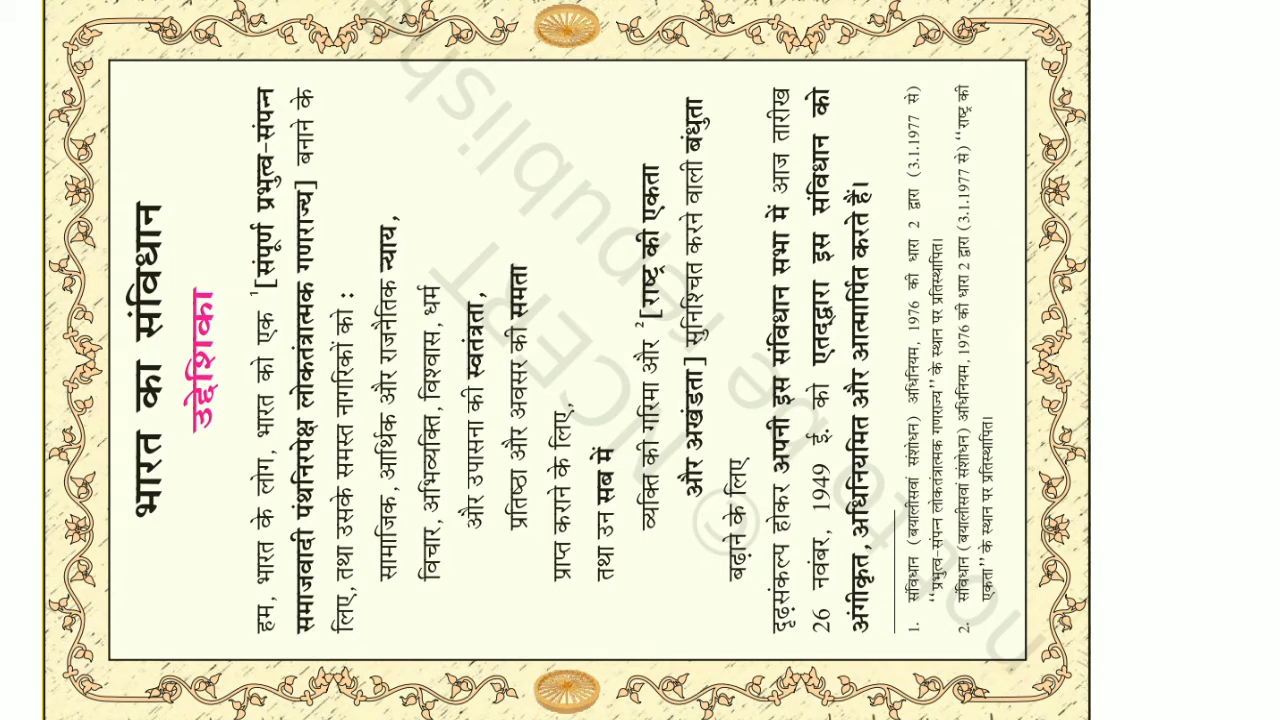 भारत का संविधान
उद्देशिका
हम, भारत के लोग, भारत को एक ¹[संपूर्ण प्रभुत्व-संपन्न
समाजवादी पंथनिरपेक्ष लोकतंत्रात्मक गणराज्य] बनाने के
लिए, तथा उसके समस्त नागरिकों को :
सामाजिक, आर्थिक और राजनैतिक न्याय,
विचार, अभिव्यक्ति, विश्वास, धर्म
और उपासना की स्वतंत्रता,
प्रतिष्ठा और अवसर की समता
प्राप्त कराने के लिए,
तथा उन सब में
व्यक्ति की गरिमा और ²[राष्ट्र की एकता
और अखंडता] सुनिश्चित करने वाली बंधुता
बढ़ाने के लिए
दृढ़संकल्प होकर अपनी इस संविधान सभा में आज तारीख
26 नवंबर, 1949 ई. को एतद्द्वारा इस संविधान को
अंगीकृत, अधिनियमित और आत्मार्पित करते हैं।
1. संविधान (बयालीसवां संशोधन) अधिनियम, 1976 की धारा 2 द्वारा (3.1.1977 से)
“प्रभुत्व-संपन्न लोकतंत्रात्मक गणराज्य” के स्थान पर प्रतिस्थापित।
2. संविधान (बयालीसवां संशोधन) अधिनियम, 1976 की धारा 2 द्वारा (3.1.1977 से) “राष्ट्र की
एकता” के स्थान पर प्रतिस्थापित।
© NCERT
not to be republish